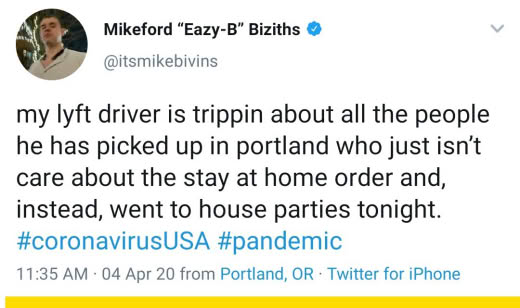 Mikeford “Eazy-B” Biziths
@itsmikebivins
my lyft driver is trippin about all the people
he has picked up in portland who just isn’t
care about the stay at home order and,
instead, went to house parties tonight.
#coronavirusUSA #pandemic
11:35 AM · 04 Apr 20 from Portland, OR · Twitter for iPhone